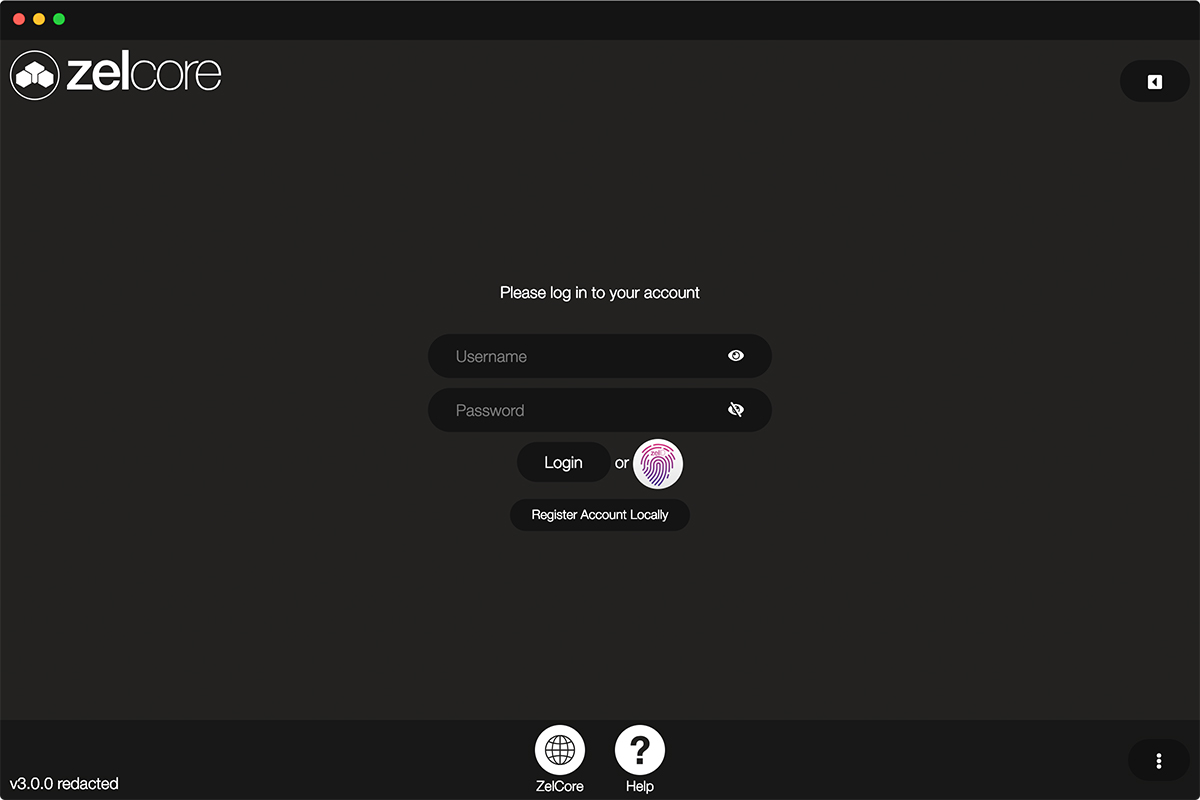 zelcore
Please log in to your account
Username
Password
Login or zel
Register Account Locally
ZelCore
Help
v3.0.0 redacted